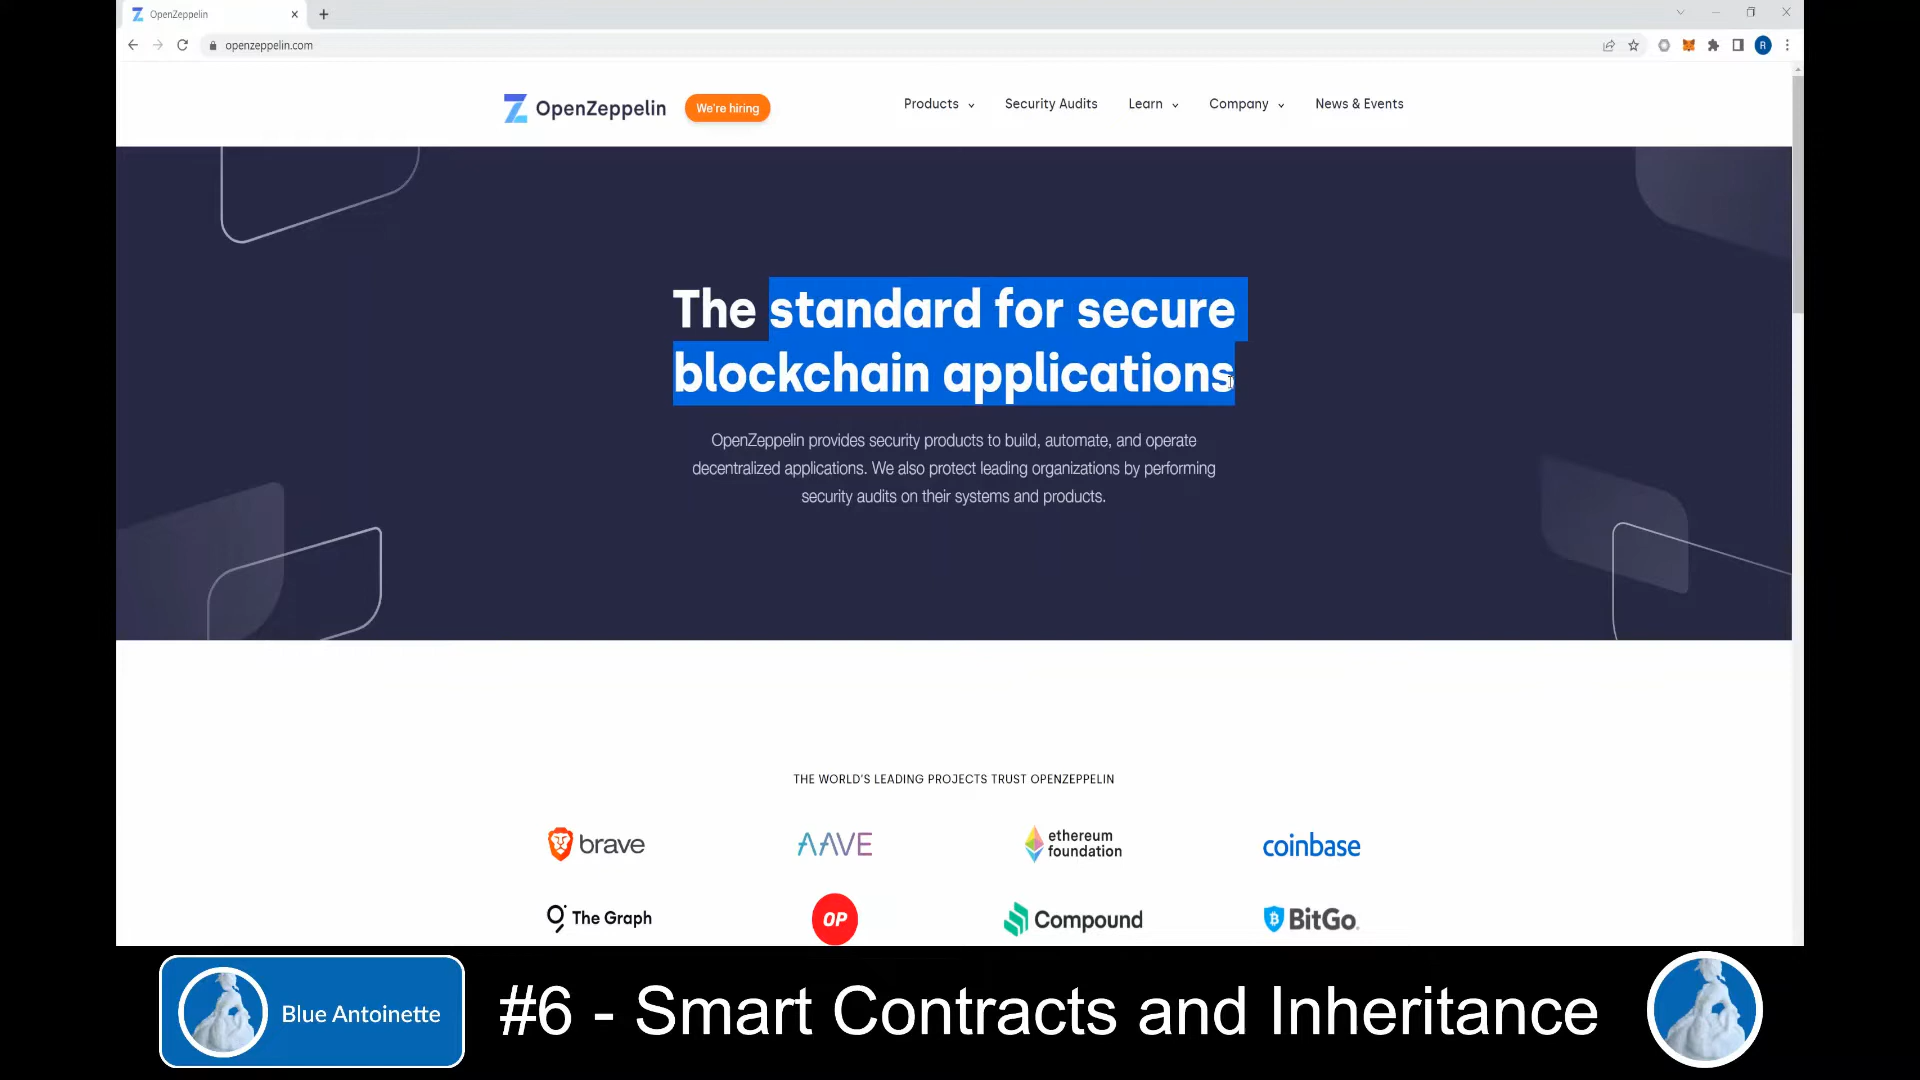 OpenZeppelin
openzeppelin.com
R
OpenZeppelin
We're hiring
Products
Security Audits
Learn
Company
News & Events
The standard for secure
blockchain applications
OpenZeppelin provides security products to build, automate, and operate
decentralized applications. We also protect leading organizations by performing
security audits on their systems and products.
THE WORLD'S LEADING PROJECTS TRUST OPENZEPPELIN
brave
AAVE
ethereum
foundation
coinbase
The Graph
OP
Compound
BitGo
Blue Antoinette
#6 - Smart Contracts and Inheritance